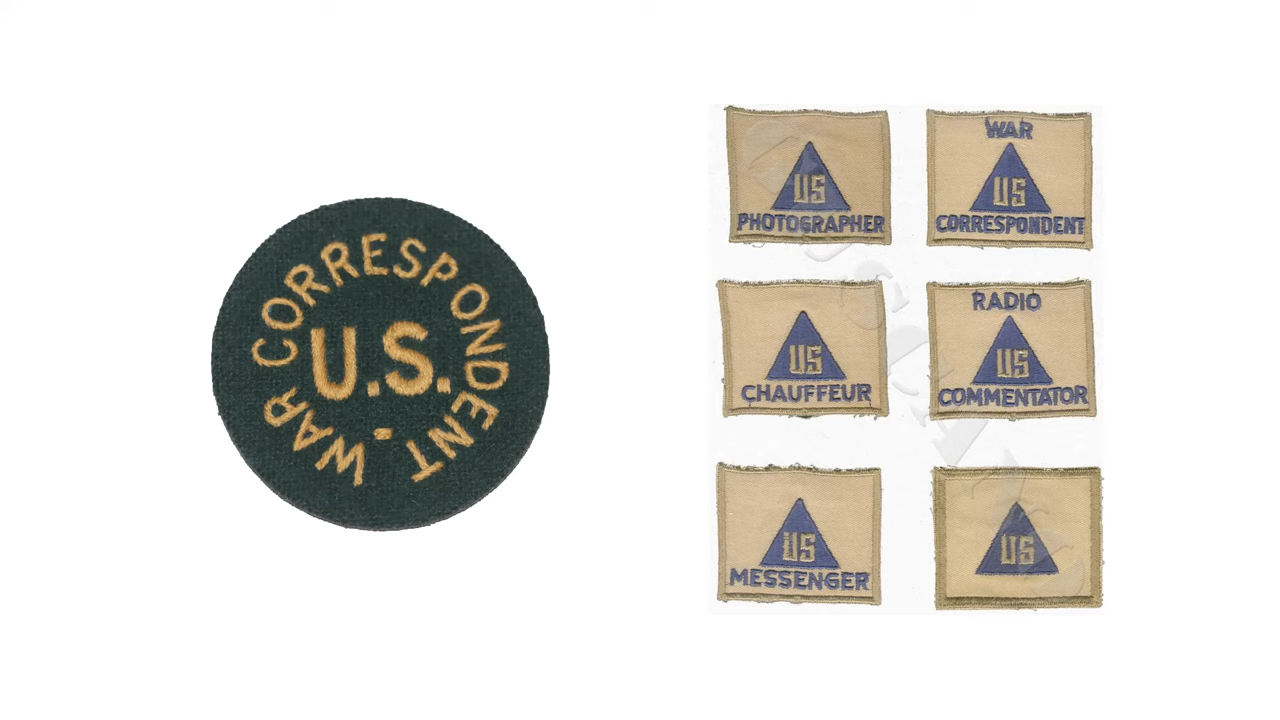 WAR CORRESPONDENT
U.S.
US
PHOTOGRAPHER
WAR
US
CORRESPONDENT
US
CHAUFFEUR
RADIO
US
COMMENTATOR
US
MESSENGER
US